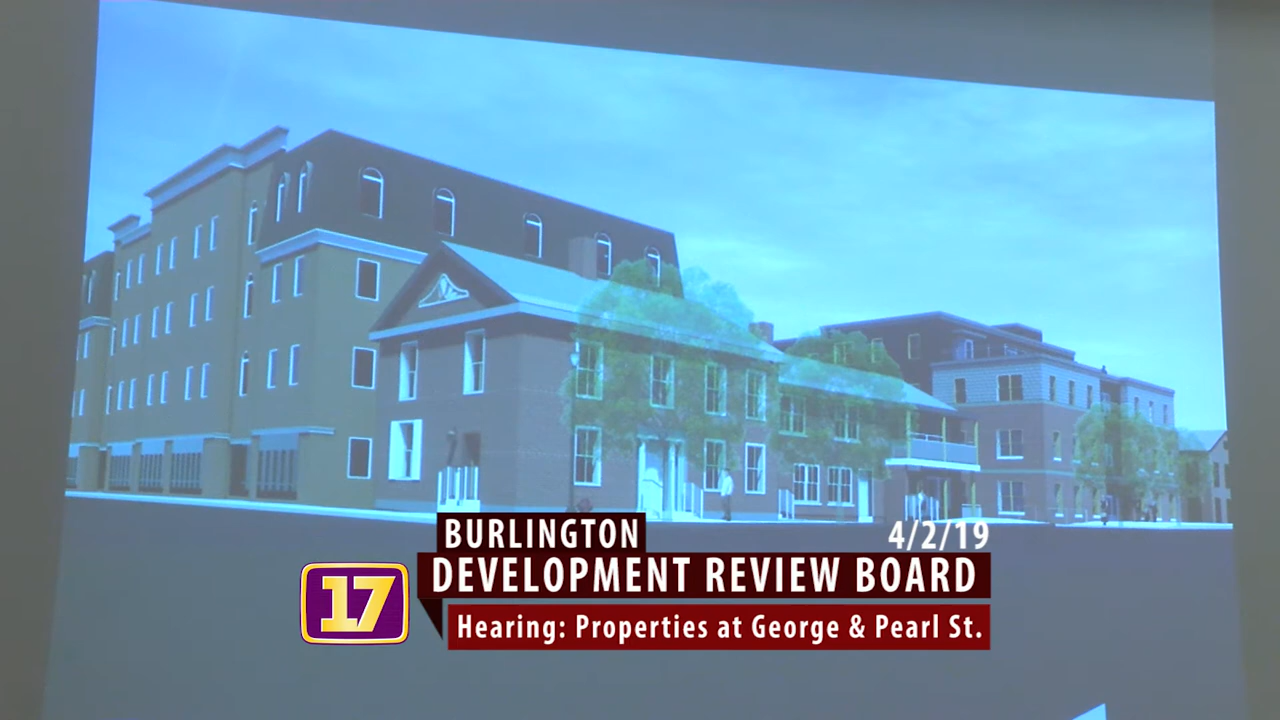 BURLINGTON
4/2/19
DEVELOPMENT REVIEW BOARD
17
Hearing: Properties at George & Pearl St.